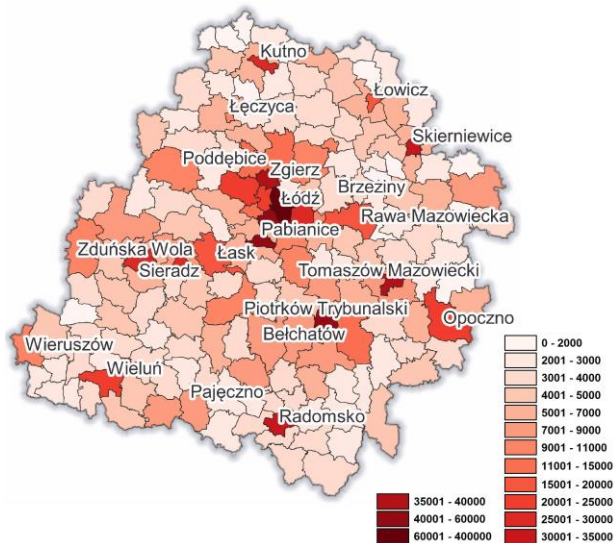 Kutno
Łowicz
Łęczyca
Skierniewice
Poddębice
Zgierz
Łódź
Brzeziny
Rawa Mazowiecka
Pabianice
Zduńska Wola
Łask
Sieradz
Tomaszów Mazowiecki
Piotrków Trybunalski
Opoczno
Bełchatów
Wieruszów
Wieluń
Pajęczno
Radomsko
0 - 2000
2001 - 3000
3001 - 4000
4001 - 5000
5001 - 7000
7001 - 9000
9001 - 11000
11001 - 15000
15001 - 20000
20001 - 25000
25001 - 30000
30001 - 35000
35001 - 40000
40001 - 60000
60001 - 400000